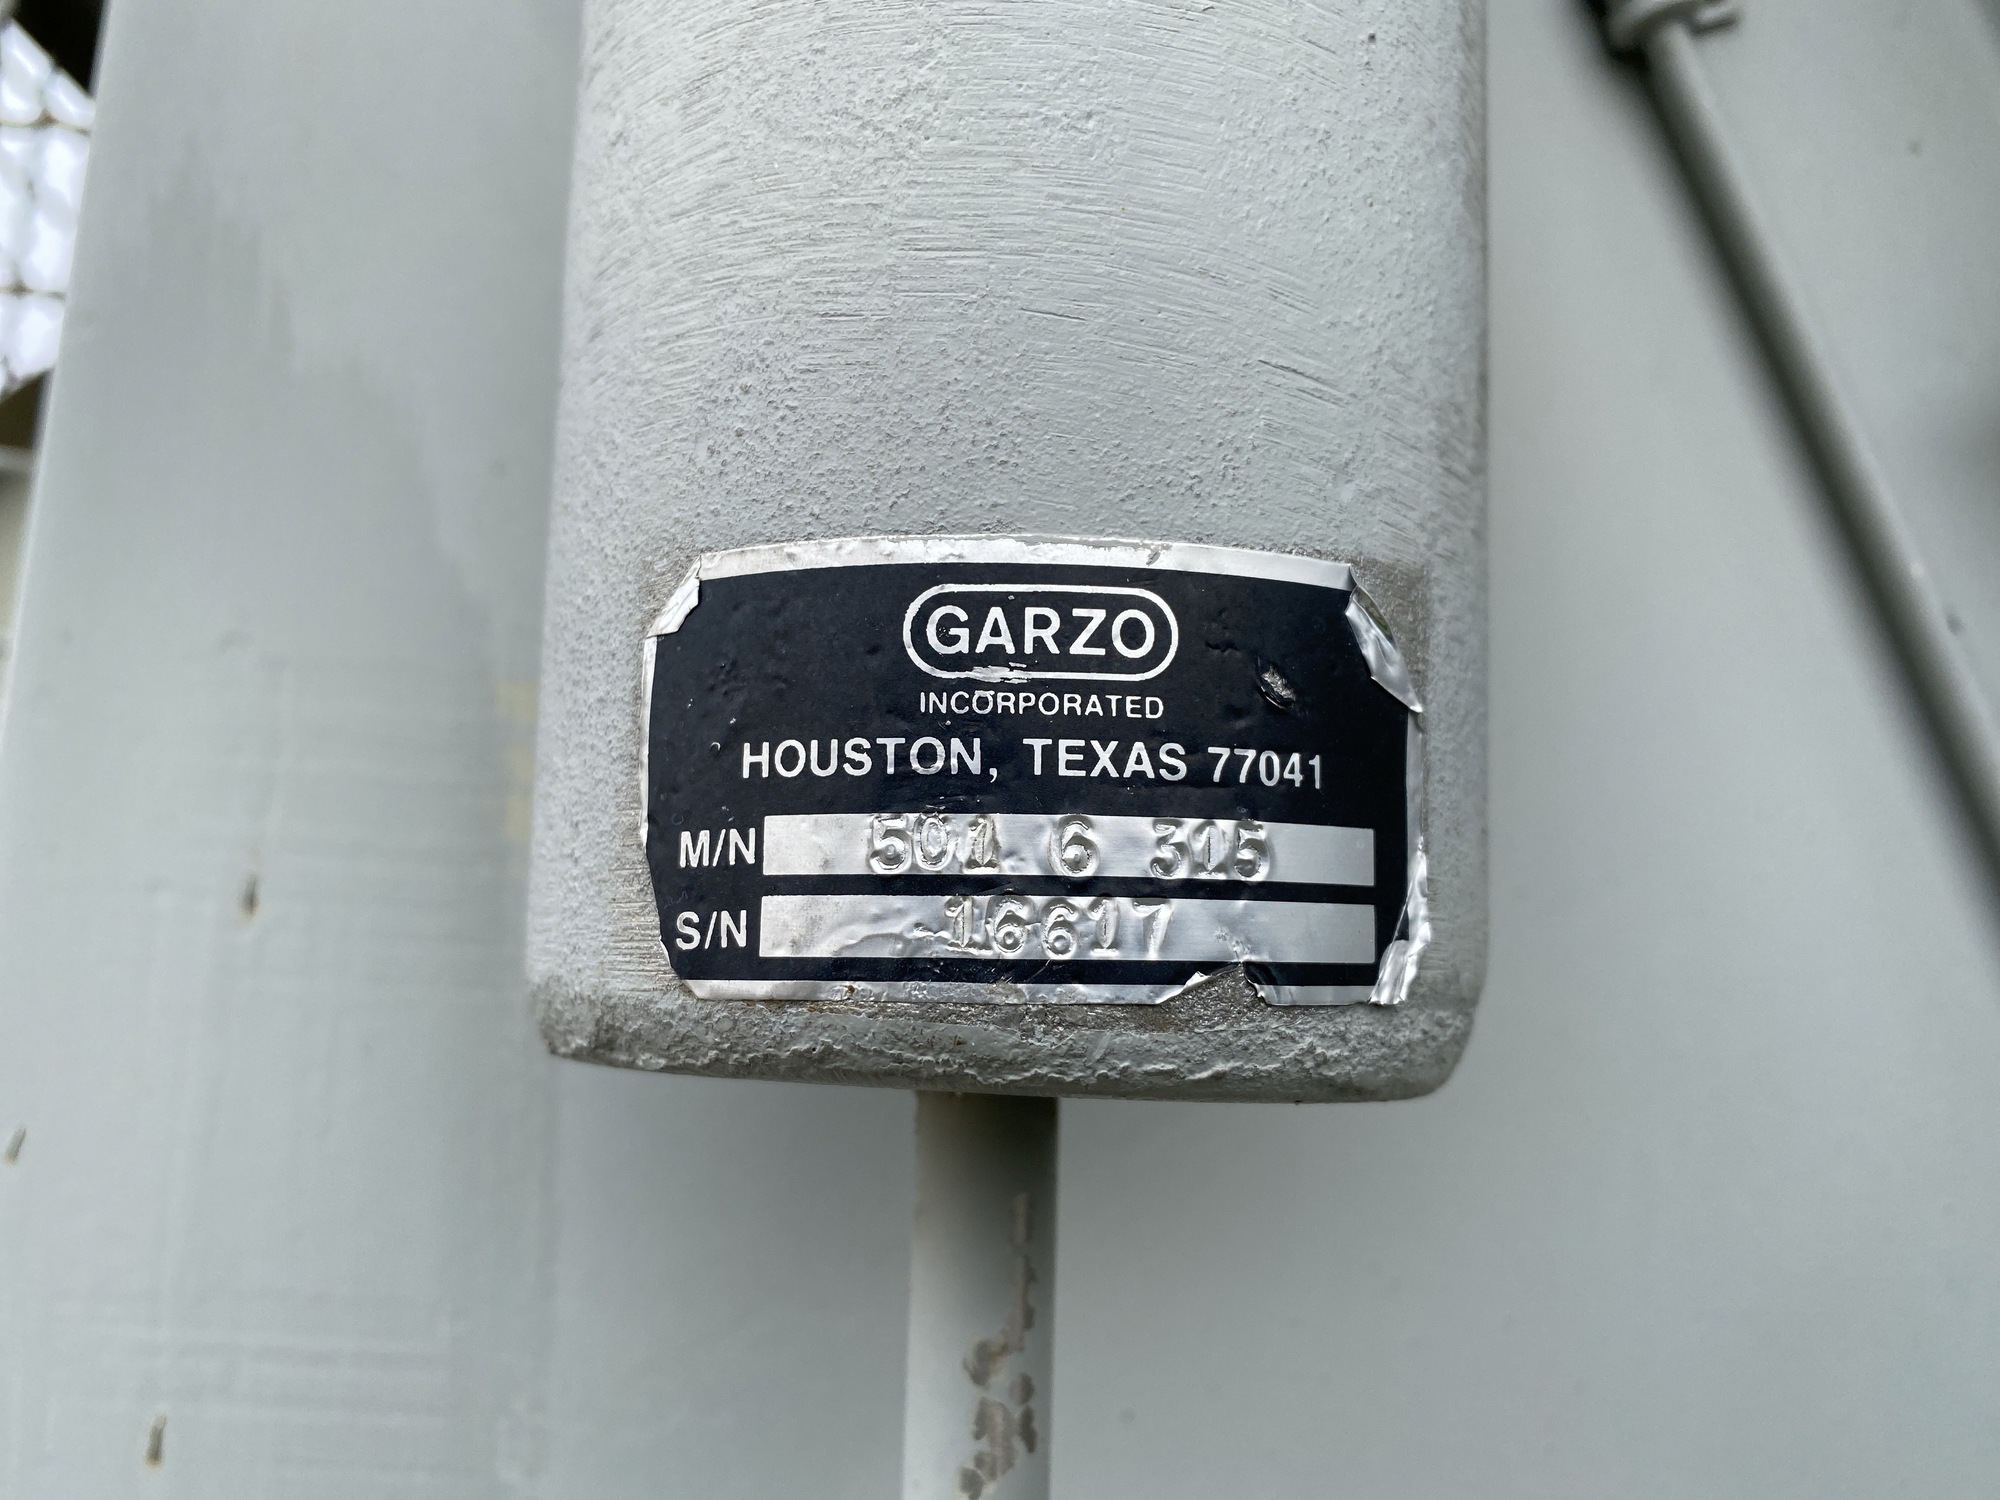 GARZO
INCORPORATED
HOUSTON, TEXAS 77041
M/N 501 6 315
S/N 16617